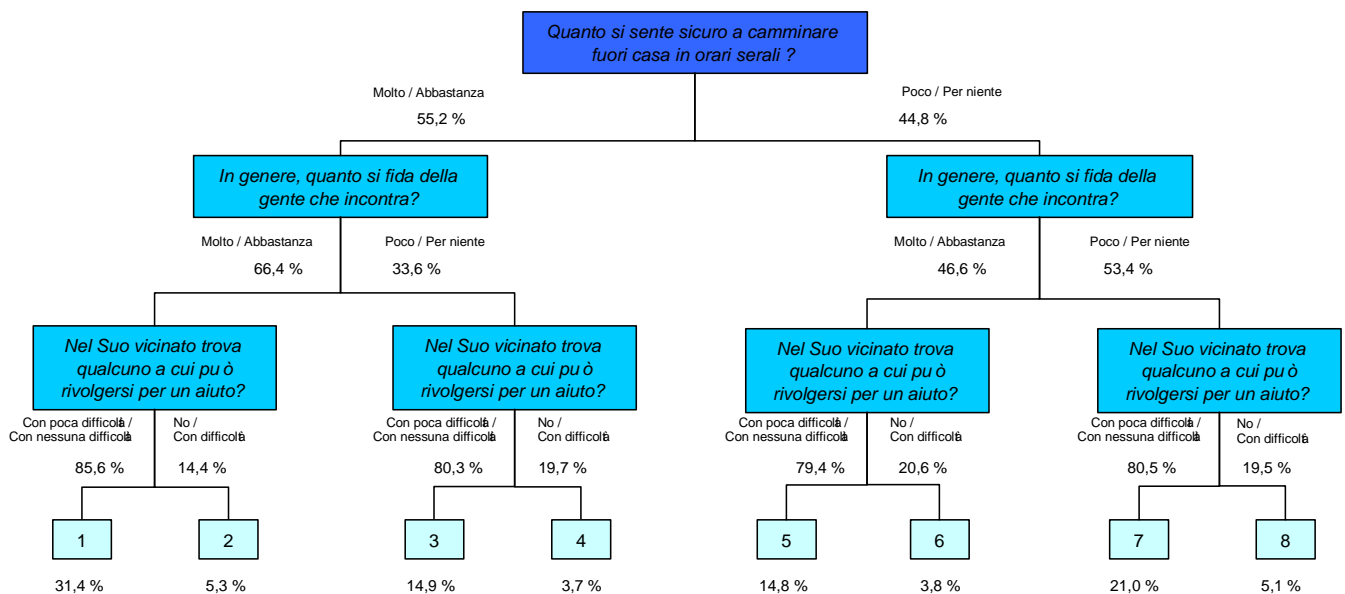 Quanto si sente sicuro a camminare
fuori casa in orari serali ?
Molto / Abbastanza
Poco / Per niente
55,2 %
44,8 %
In genere, quanto si fida della
gente che incontra?
In genere, quanto si fida della
gente che incontra?
Molto / Abbastanza
Poco / Per niente
Molto / Abbastanza
Poco / Per niente
66,4 %
33,6 %
46,6 %
53,4 %
Nel Suo vicinato trova
qualcuno a cui pu ò
rivolgersi per un aiuto?
Nel Suo vicinato trova
qualcuno a cui pu ò
rivolgersi per un aiuto?
Nel Suo vicinato trova
qualcuno a cui pu ò
rivolgersi per un aiuto?
Nel Suo vicinato trova
qualcuno a cui pu ò
rivolgersi per un aiuto?
Con poca difficoltà /
Con nessuna difficoltà
No /
Con difficoltà
Con poca difficoltà /
Con nessuna difficoltà
No /
Con difficoltà
Con poca difficoltà /
Con nessuna difficoltà
No /
Con difficoltà
Con poca difficoltà /
Con nessuna difficoltà
No /
Con difficoltà
85,6 %
14,4 %
80,3 %
19,7 %
79,4 %
20,6 %
80,5 %
19,5 %
1
2
3
4
5
6
7
8
31,4 %
5,3 %
14,9 %
3,7 %
14,8 %
3,8 %
21,0 %
5,1 %